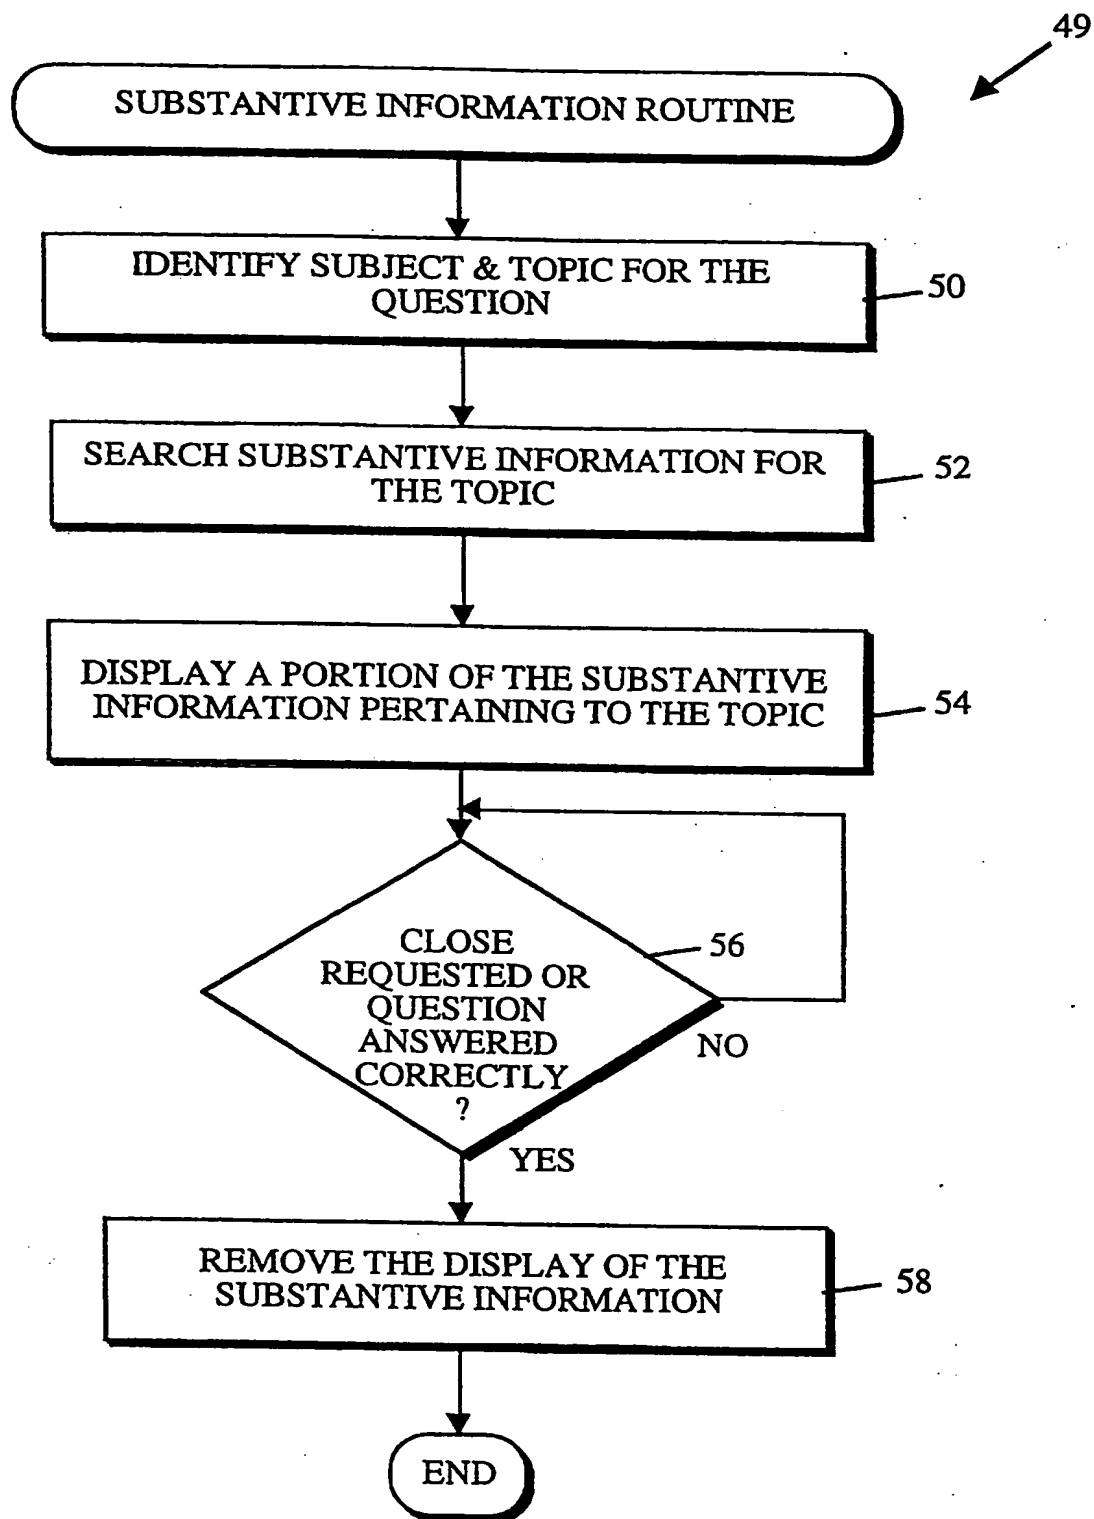 49
SUBSTANTIVE INFORMATION ROUTINE
IDENTIFY SUBJECT & TOPIC FOR THE
QUESTION
50
SEARCH SUBSTANTIVE INFORMATION FOR
THE TOPIC
52
DISPLAY A PORTION OF THE SUBSTANTIVE
INFORMATION PERTAINING TO THE TOPIC
54
CLOSE
REQUESTED OR
QUESTION
ANSWERED
CORRECTLY
?
56
NO
YES
REMOVE THE DISPLAY OF THE
SUBSTANTIVE INFORMATION
58
END